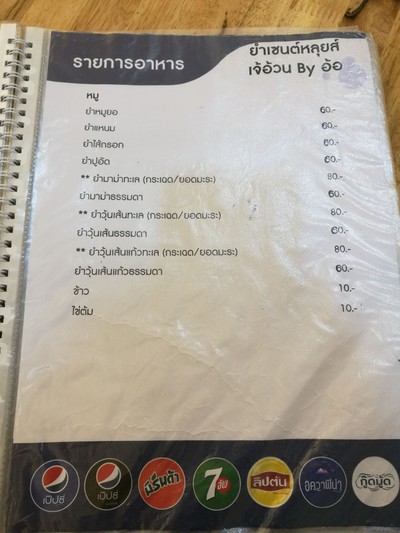 รายการอาหาร
ยำเซนต์หลุยส์
เจ้อ้วน By อ้อ
หมู
ยำหมูยอ 60.-
ยำแหนม 60.-
ยำไส้กรอก 60.-
ยำปูอัด 60.-
** ยำมาม่าทะเล (กระเฉด/ยอดมะระ) 80.-
ยำมาม่าธรรมดา 60.-
** ยำวุ้นเส้นทะเล (กระเฉด/ยอดมะระ) 80.-
ยำวุ้นเส้นธรรมดา 60.-
** ยำวุ้นเส้นแก้วทะเล (กระเฉด/ยอดมะระ) 80.-
ยำวุ้นเส้นแก้วธรรมดา 60.-
ข้าว 10.-
ไข่ต้ม 10.-
เป๊ปซี่ เป๊ปซี่ มิรินด้า 7 อัพ ลิปตัน อควาฟิน่า กู๊ดมู้ด